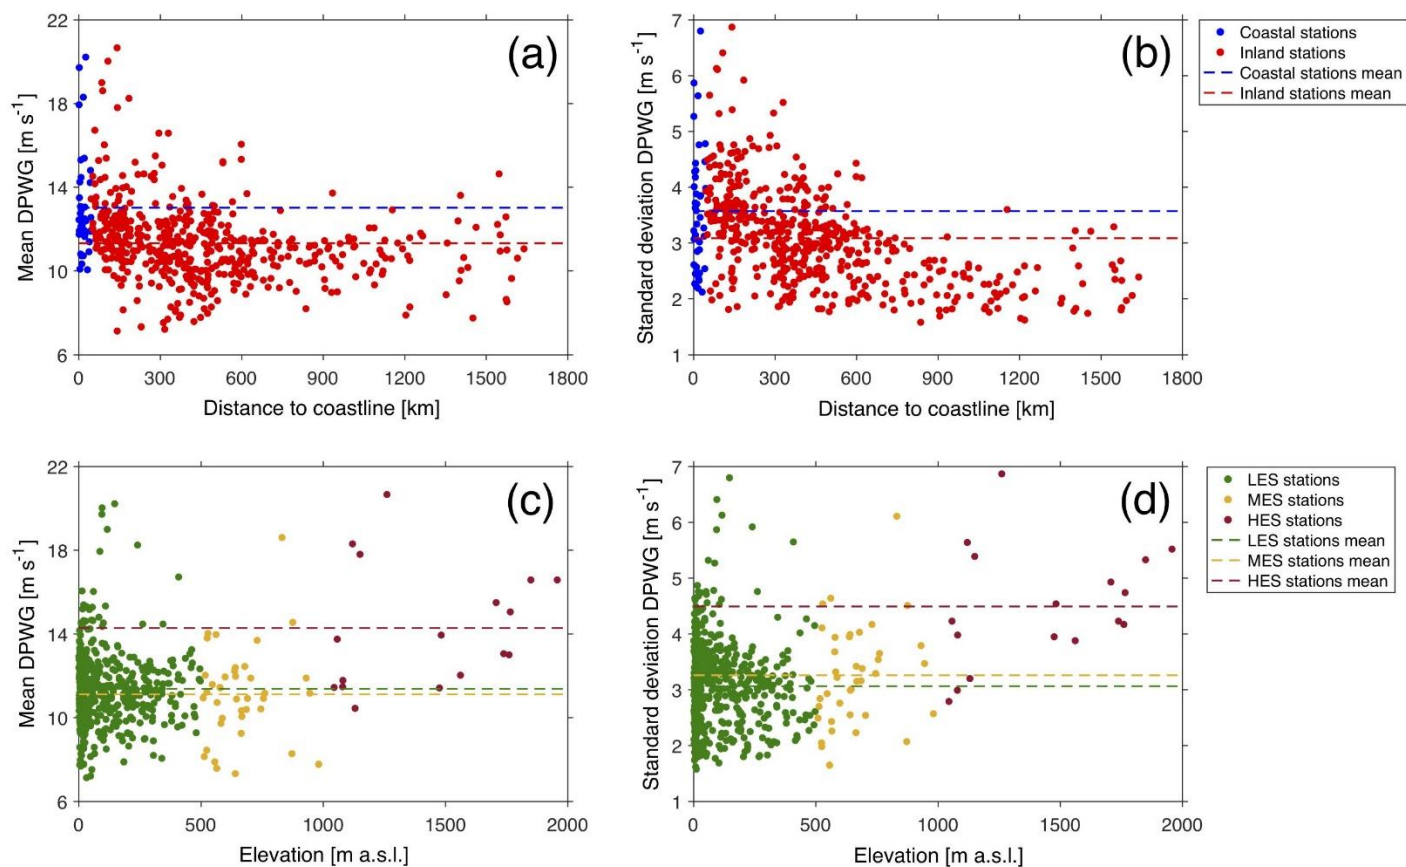 22
18
14
10
6
Mean DPWG [m s⁻¹]
(a)
0 300 600 900 1200 1500 1800
Distance to coastline [km]
7
6
5
4
3
2
1
Standard deviation DPWG [m s⁻¹]
(b)
0 300 600 900 1200 1500 1800
Distance to coastline [km]
Coastal stations
Inland stations
Coastal stations mean
Inland stations mean
22
18
14
10
6
Mean DPWG [m s⁻¹]
(c)
0 500 1000 1500 2000
Elevation [m a.s.l.]
7
6
5
4
3
2
1
Standard deviation DPWG [m s⁻¹]
(d)
0 500 1000 1500 2000
Elevation [m a.s.l.]
LES stations
MES stations
HES stations
LES stations mean
MES stations mean
HES stations mean